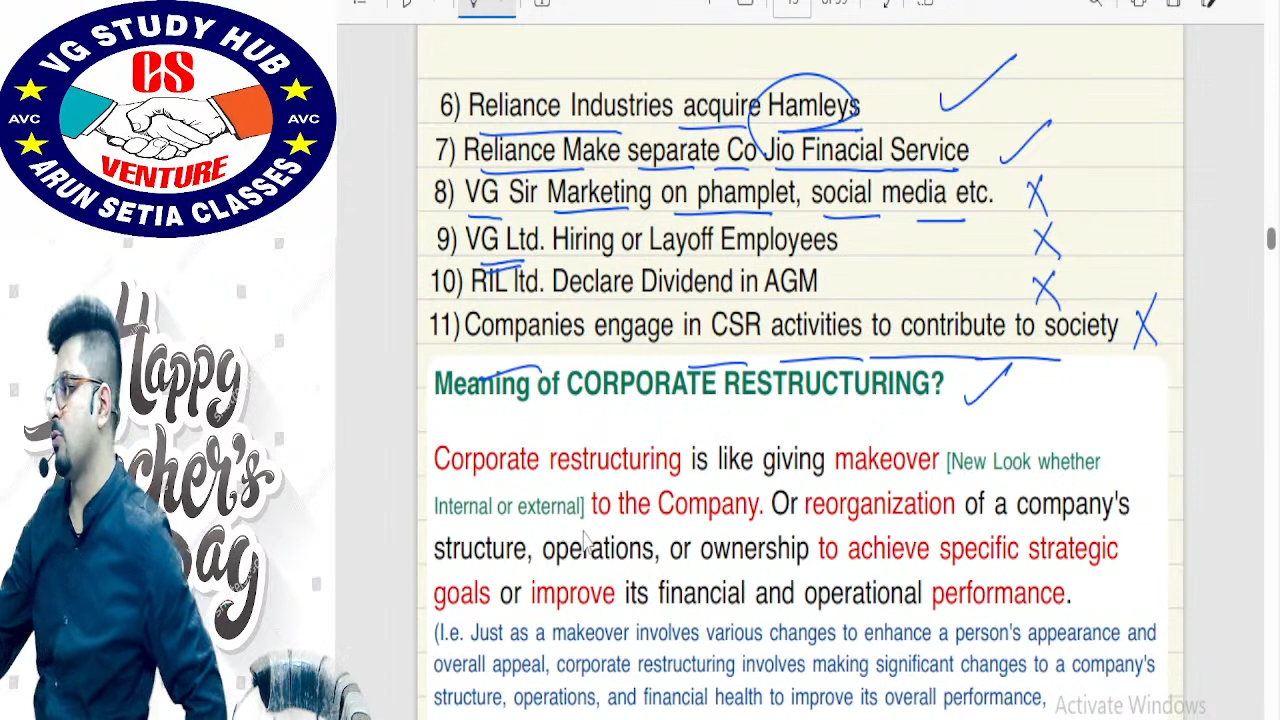 VG STUDY HUB
CS
AVC
AVC
VENTURE
ARUN SETIA CLASSES
Happy
6) Reliance Industries acquire Hamleys
7) Reliance Make separate Co Jio Finacial Service
8) VG Sir Marketing on phamplet, social media etc.
9) VG Ltd. Hiring or Layoff Employees
10) RIL ltd. Declare Dividend in AGM
11) Companies engage in CSR activities to contribute to society
Meaning of CORPORATE RESTRUCTURING?
Corporate restructuring is like giving makeover [New Look whether
Internal or external] to the Company. Or reorganization of a company's
structure, operations, or ownership to achieve specific strategic
goals or improve its financial and operational performance.
(I.e. Just as a makeover involves various changes to enhance a person's appearance and
overall appeal, corporate restructuring involves making significant changes to a company's
structure, operations, and financial health to improve its overall performance,
Activate Windows